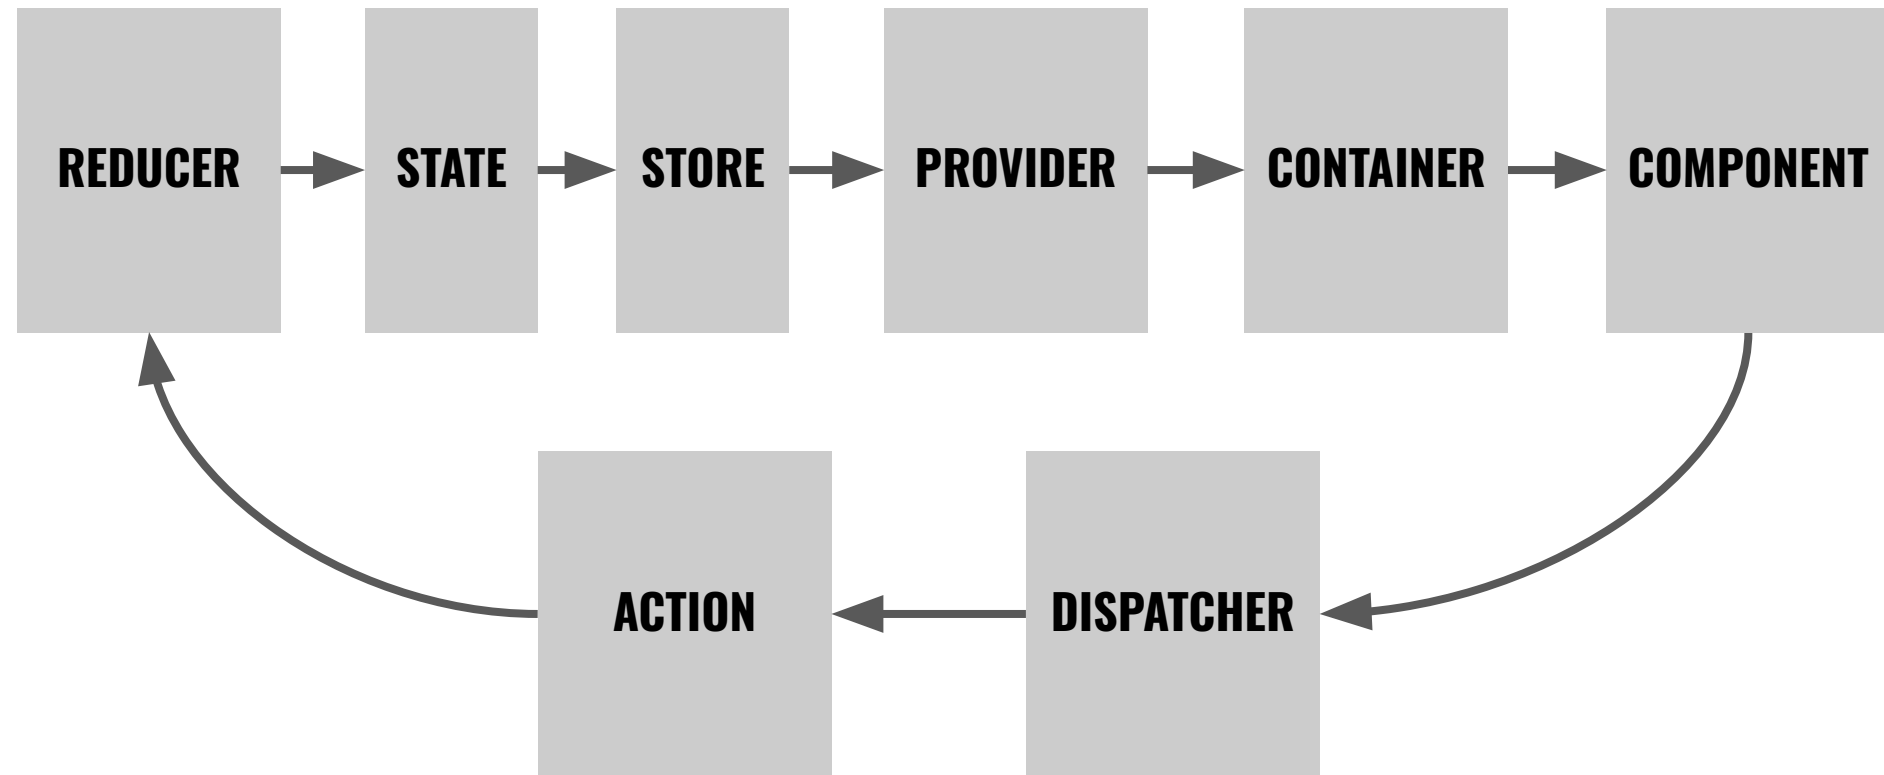 REDUCER
STATE
STORE
PROVIDER
CONTAINER
COMPONENT
ACTION
DISPATCHER